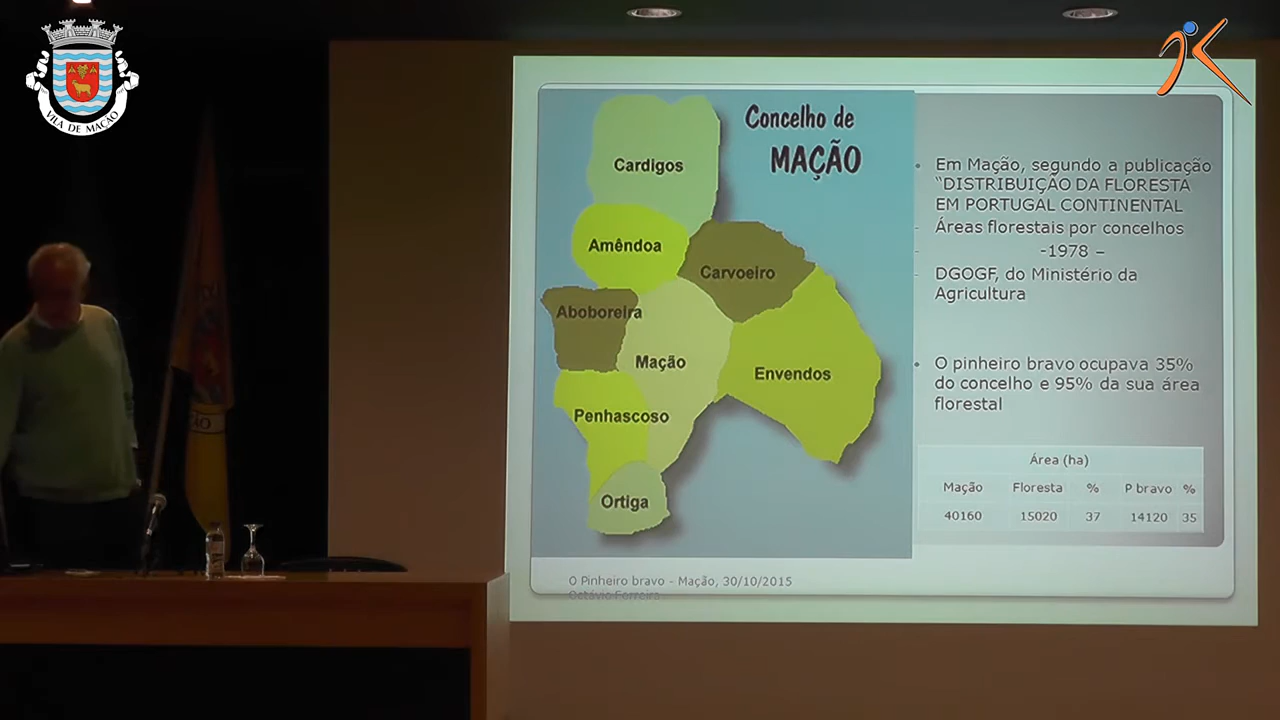 VILA DE MAÇÃO
Concelho de
MAÇÃO
Cardigos
Amêndoa
Carvoeiro
Aboboreira
Mação
Envendos
Penhascoso
Ortiga
Em Mação, segundo a publicação
“DISTRIBUIÇÃO DA FLORESTA
EM PORTUGAL CONTINENTAL
Áreas florestais por concelhos
-1978 –
DGOGF, do Ministério da
Agricultura
O pinheiro bravo ocupava 35%
do concelho e 95% da sua área
florestal
Área (ha)
Mação Floresta % P bravo %
40160 15020 37 14120 35
O Pinheiro bravo - Mação, 30/10/2015
Octávio Ferreira